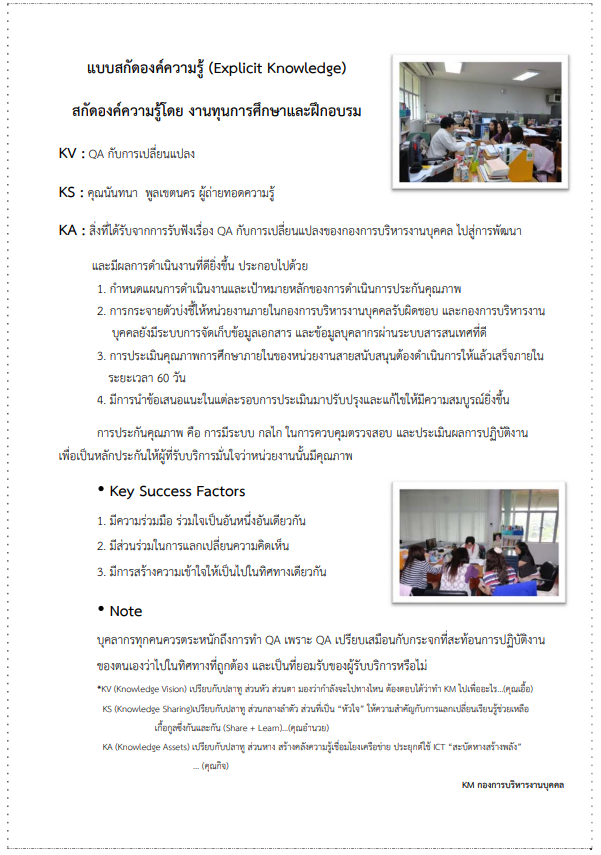 แบบสกัดองค์ความรู้ (Explicit Knowledge)
สกัดองค์ความรู้โดย งานทุนการศึกษาและฝึกอบรม
KV : QA กับการเปลี่ยนแปลง
KS : คุณนันทนา พูลเขตนคร ผู้ถ่ายทอดความรู้
KA : สิ่งที่ได้รับจากการรับฟังเรื่อง QA กับการเปลี่ยนแปลงของกองการบริหารงานบุคคล ไปสู่การพัฒนา
และมีผลการดำเนินงานที่ดียิ่งขึ้น ประกอบไปด้วย
1. กำหนดแผนการดำเนินงานและเป้าหมายหลักของการดำเนินการประกันคุณภาพ
2. การกระจายตัวบ่งชี้ให้หน่วยงานภายในกองการบริหารงานบุคคลรับผิดชอบ และกองการบริหารงาน
บุคคลยังมีระบบการจัดเก็บข้อมูลเอกสาร และข้อมูลบุคลากรผ่านระบบสารสนเทศที่ดี
3. การประเมินคุณภาพการศึกษาภายในของหน่วยงานสายสนับสนุนต้องดำเนินการให้แล้วเสร็จภายใน
ระยะเวลา 60 วัน
4. มีการนำข้อเสนอแนะในแต่ละรอบการประเมินมาปรับปรุงและแก้ไขให้มีความสมบูรณ์ยิ่งขึ้น
การประกันคุณภาพ คือ การมีระบบ กลไก ในการควบคุมตรวจสอบ และประเมินผลการปฏิบัติงาน
เพื่อเป็นหลักประกันให้ผู้ที่รับบริการมั่นใจว่าหน่วยงานนั้นมีคุณภาพ
• Key Success Factors
1. มีความร่วมมือ ร่วมใจเป็นอันหนึ่งอันเดียวกัน
2. มีส่วนร่วมในการแลกเปลี่ยนความคิดเห็น
3. มีการสร้างความเข้าใจให้เป็นไปในทิศทางเดียวกัน
• Note
บุคลากรทุกคนควรตระหนักถึงการทำ QA เพราะ QA เปรียบเสมือนกับกระจกที่สะท้อนการปฏิบัติงาน
ของตนเองว่าไปในทิศทางที่ถูกต้อง และเป็นที่ยอมรับของผู้รับบริการหรือไม่
*KV (Knowledge Vision) เปรียบกับปลาทู ส่วนหัว ส่วนตา มองว่ากำลังจะไปทางไหน ต้องตอบได้ว่าทำ KM ไปเพื่ออะไร...(คุณเอื้อ)
KS (Knowledge Sharing)เปรียบกับปลาทู ส่วนกลางลำตัว ส่วนที่เป็น "หัวใจ" ให้ความสำคัญกับการแลกเปลี่ยนเรียนรู้ช่วยเหลือ
เกื้อกูลซึ่งกันและกัน (Share + Learn)...(คุณอำนวย)
KA (Knowledge Assets) เปรียบกับปลาทู ส่วนหาง สร้างคลังความรู้เชื่อมโยงเครือข่าย ประยุกต์ใช้ ICT "สะบัดหางสร้างพลัง"
... (คุณกิจ)
KM กองการบริหารงานบุคคล